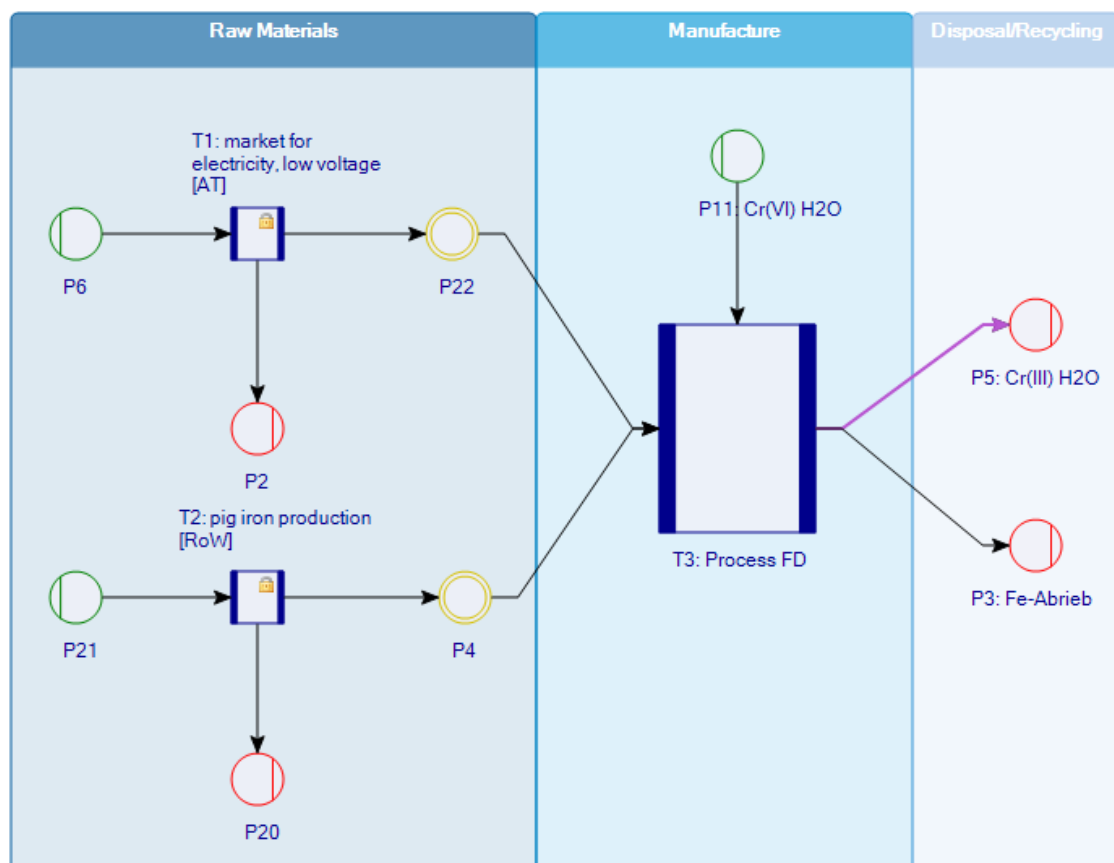 Raw Materials
Manufacture
Disposal/Recycling
T1: market for
electricity, low voltage
[AT]
P6
P22
P2
T2: pig iron production
[RoW]
P21
P4
P20
P11: Cr(VI) H2O
T3: Process FD
P5: Cr(III) H2O
P3: Fe-Abrieb